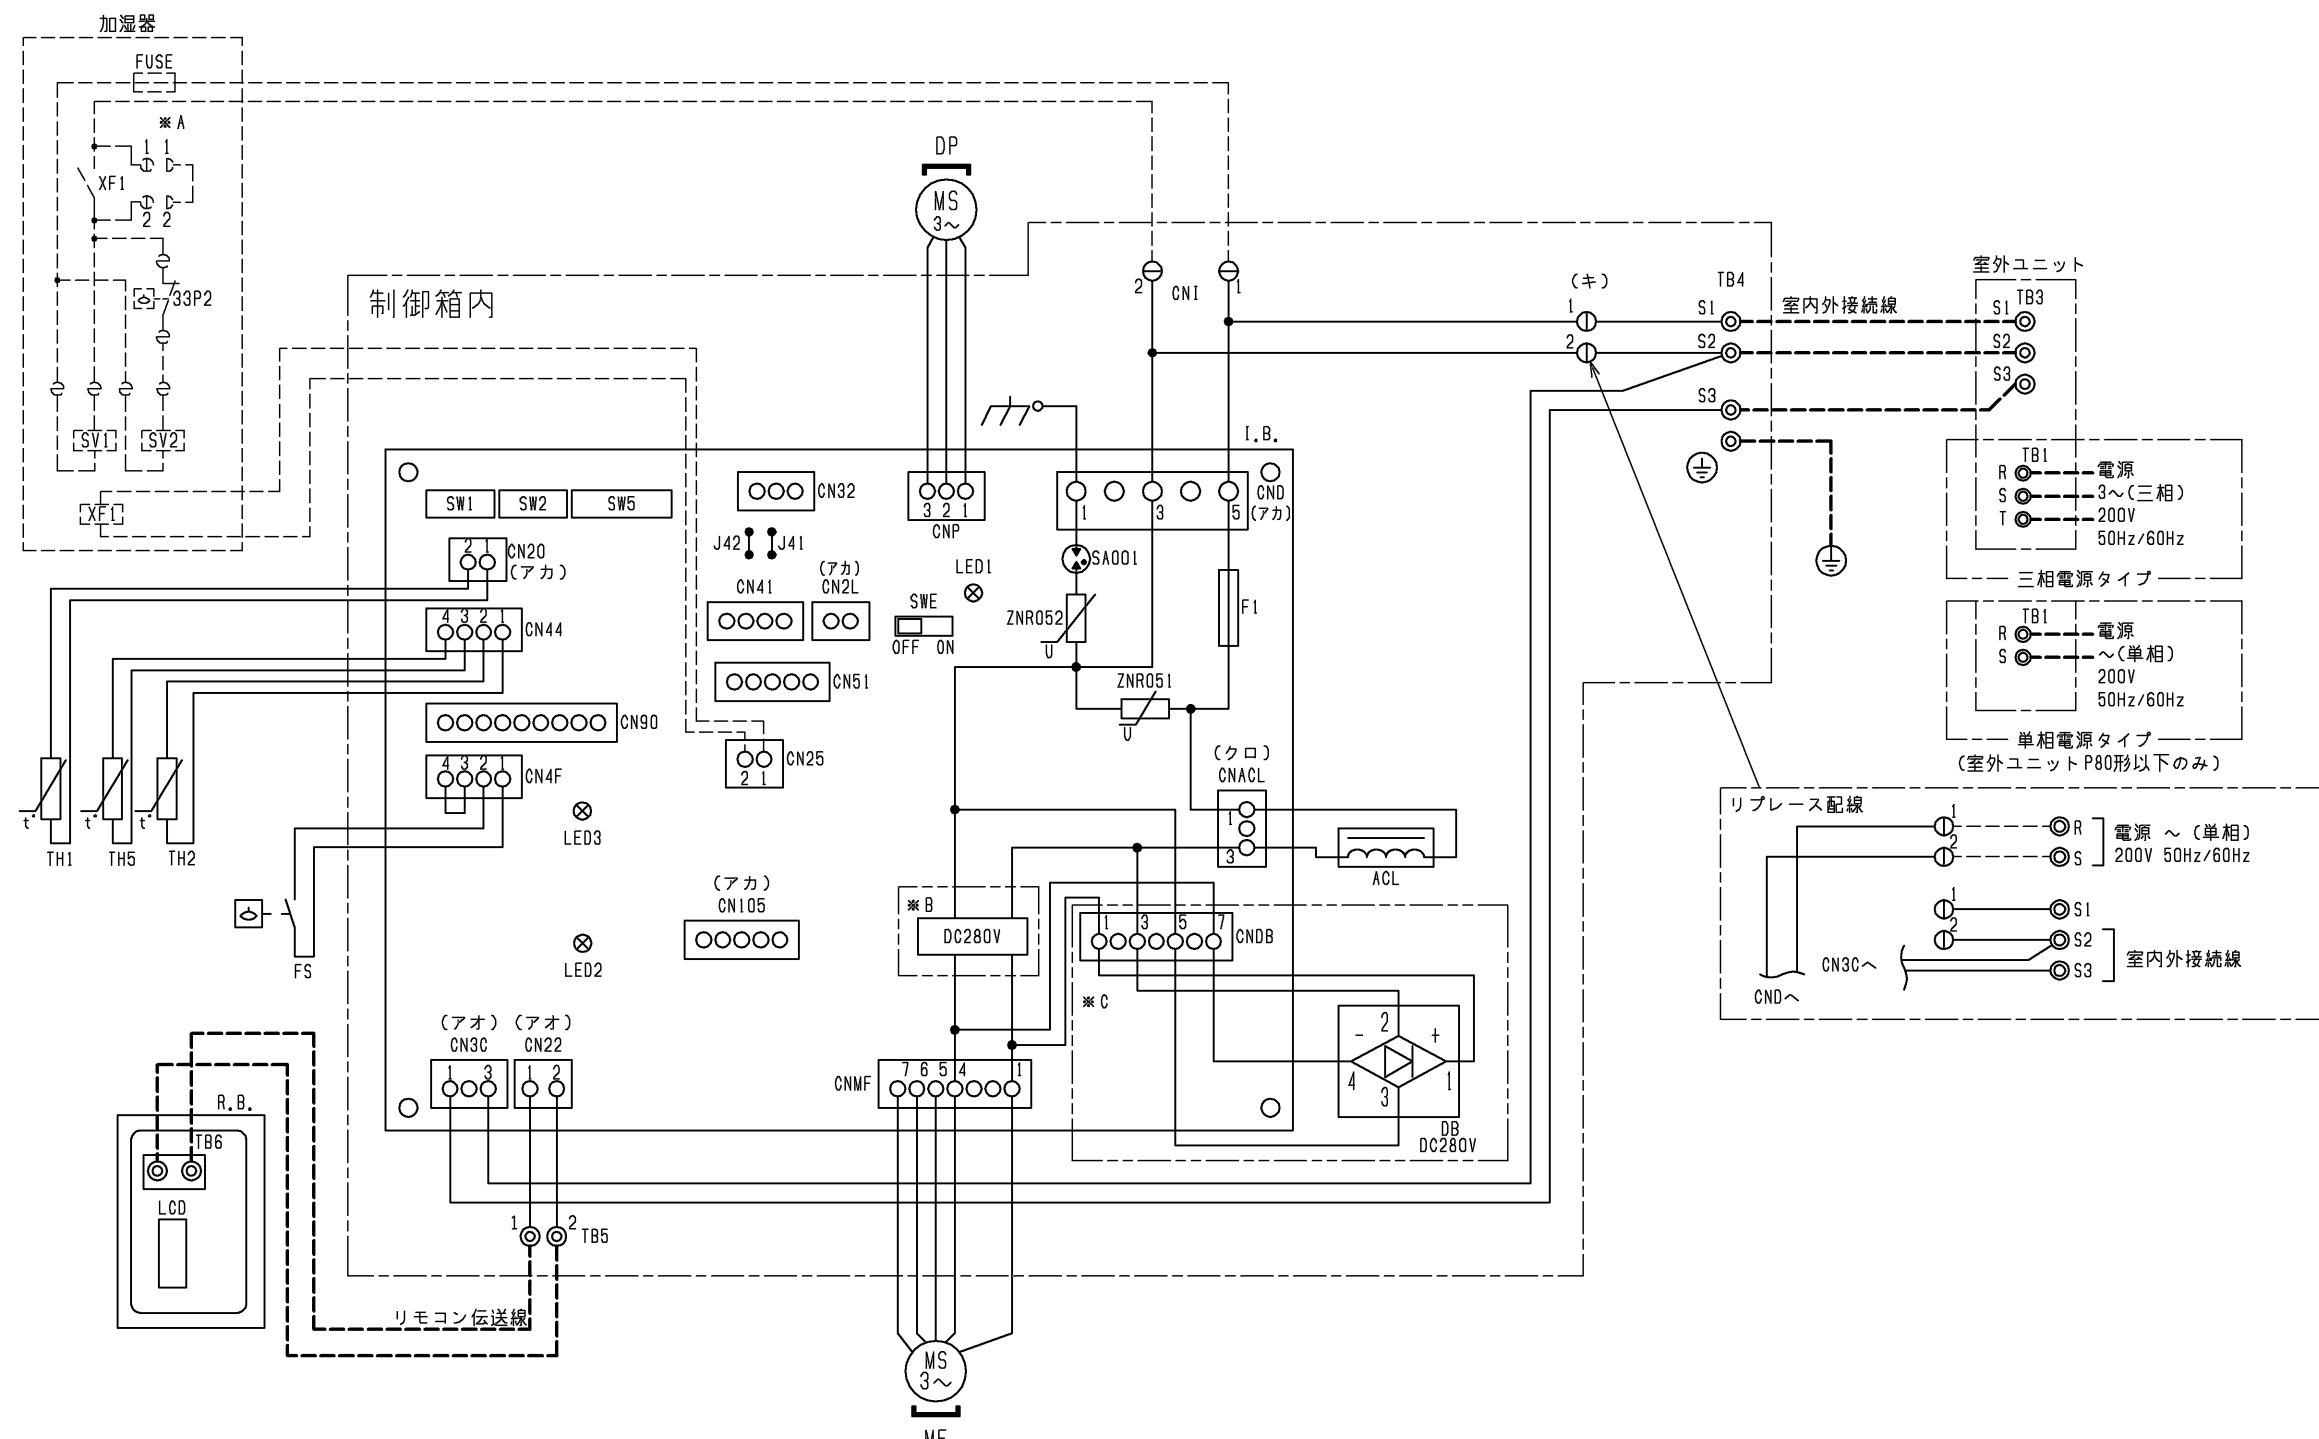 加湿器
FUSE
※ A
1 1
XF1
2 2
33P2
SV1
SV2
XF1
DP
MS
3～
制御箱内
2
CNI
1
(キ)
1
2
TB4
S1
S2
S3
室内外接続線
室外ユニット
TB3
S1
S2
S3
TB1
R
S
T
電源
3～(三相)
200V
50Hz/60Hz
三相電源タイプ
TB1
R
S
電源
～(単相)
200V
50Hz/60Hz
単相電源タイプ
(室外ユニットP80形以下のみ)
I.B.
SW1
SW2
SW5
CN32
3 2 1
CNP
1
3
5
CND
(アカ)
J42
J41
2 1
CN20
(アカ)
CN41
(アカ)
CN2L
LED1
SWE
OFF ON
SA001
ZNR052
U
F1
4 3 2 1
CN44
CN51
ZNR051
U
CN90
CN25
2 1
4 3 2 1
CN4F
(クロ)
CNACL
1
3
ACL
t°
t°
t°
TH1
TH5
TH2
LED3
(アカ)
CN105
※ B
DC280V
1 3 5 7
CNDB
FS
LED2
※ C
(アオ)
CN3C
1 3
(アオ)
CN22
1 2
CNMF
7 6 5 4 1
2
－
＋
4
1
3
DB
DC280V
R.B.
TB6
LCD
1
2
TB5
リモコン伝送線
MS
3～
MF
リプレース配線
1
2
R
S
電源 ～ (単相)
200V 50Hz/60Hz
1
2
S1
S2
S3
室内外接続線
CN3Cへ
CNDへ